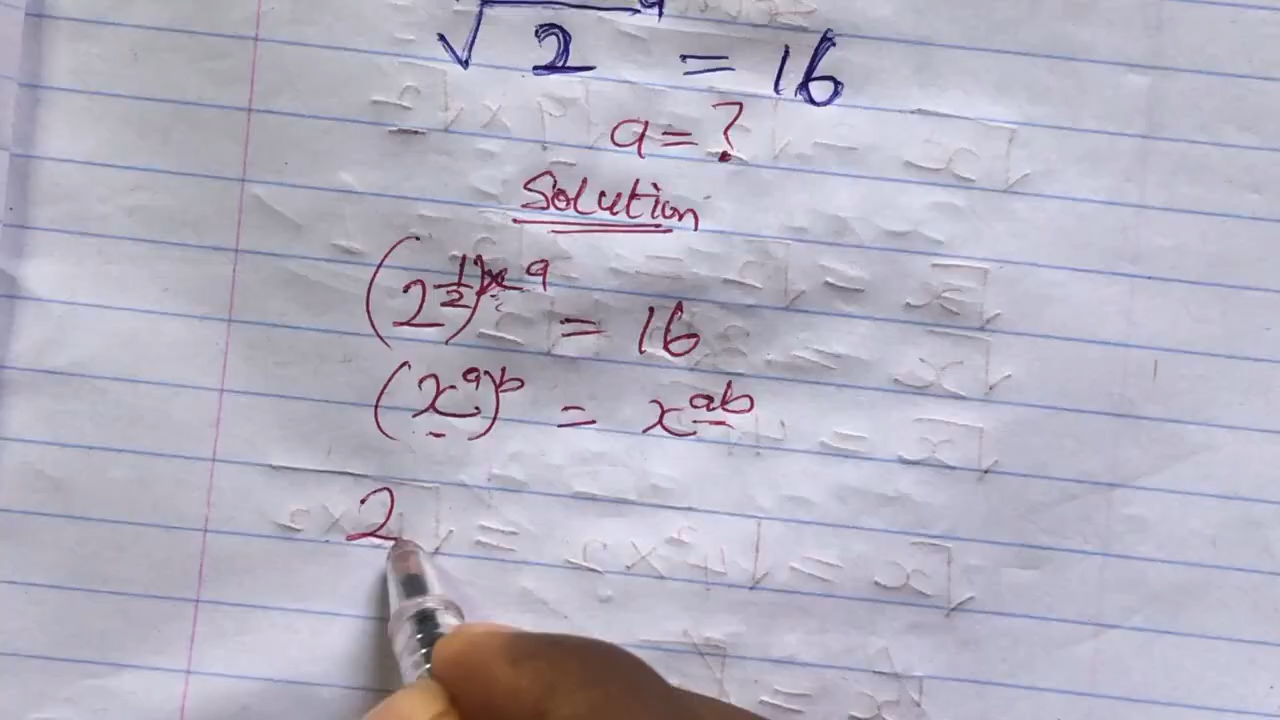 √2^a = 16
a = ?
Solution
(2^1/2)^x a = 16
(x^a)^b = x^ab
2